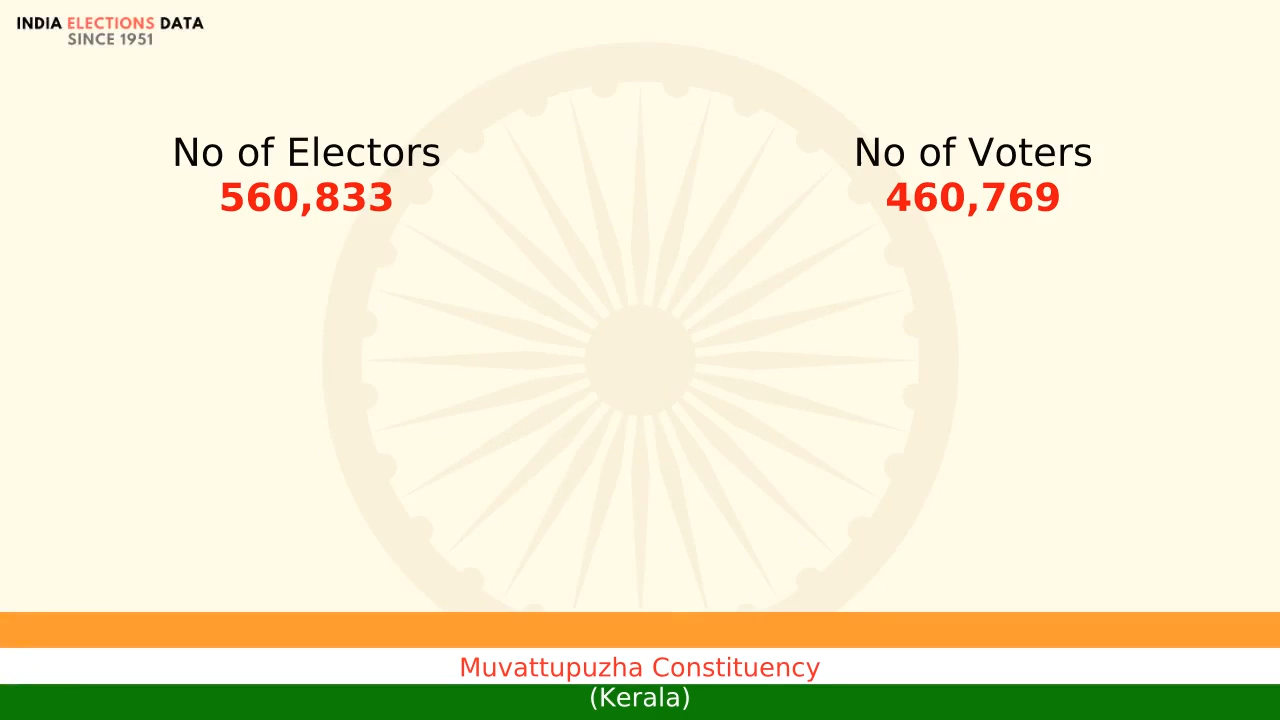 INDIA ELECTIONS DATA
SINCE 1951
No of Electors
560,833
No of Voters
460,769
Muvattupuzha Constituency
(Kerala)